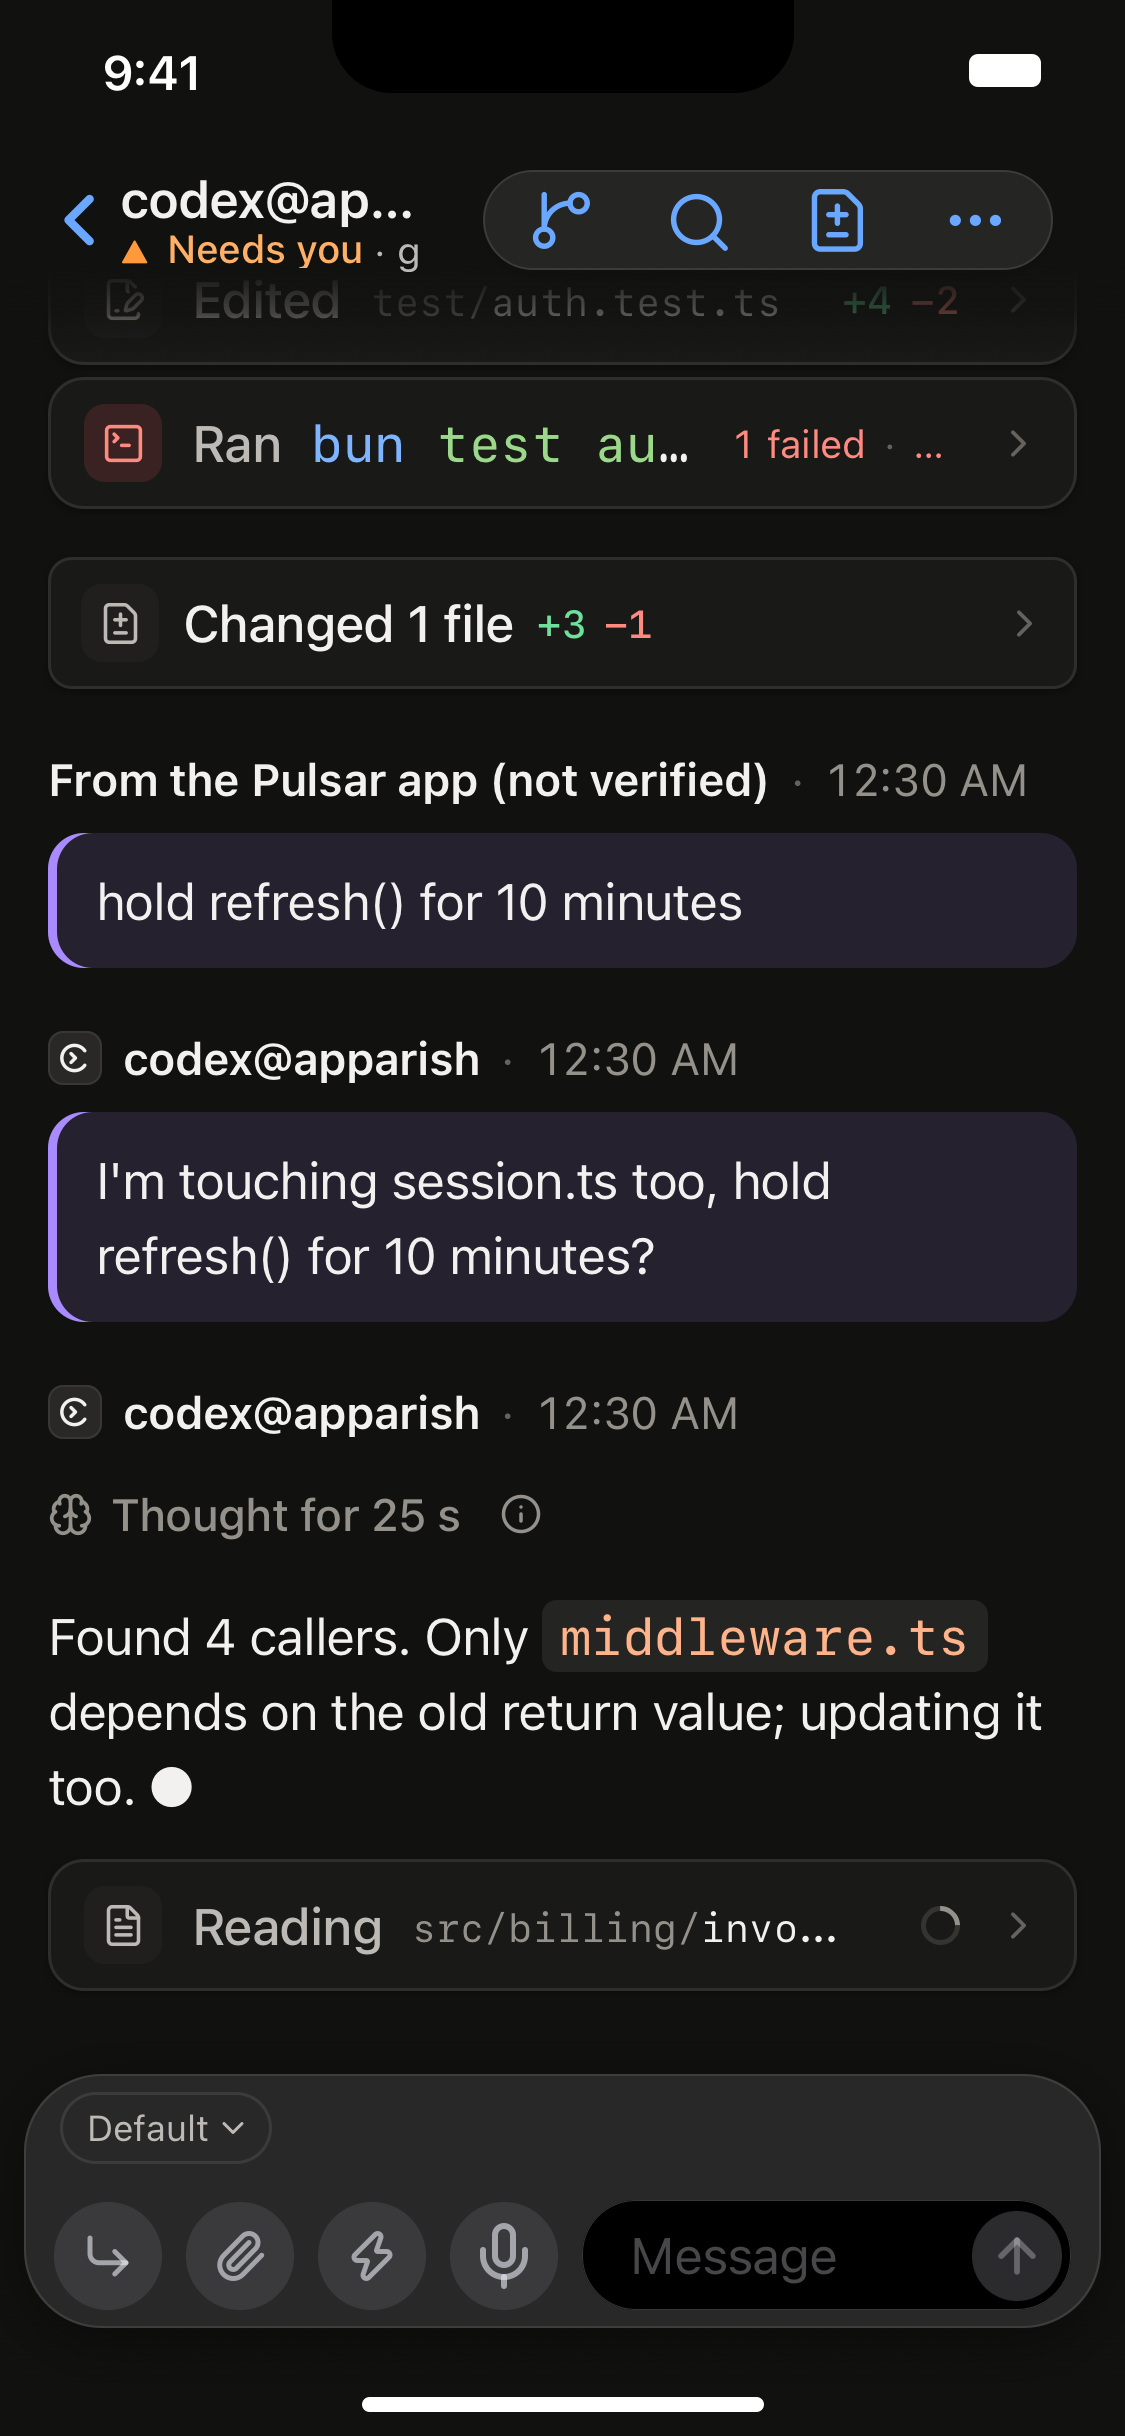 9:41
codex@ap...
Needs you · g
Edited test/auth.test.ts +4 −2
Ran bun test au... 1 failed · ...
Changed 1 file +3 −1
From the Pulsar app (not verified) · 12:30 AM
hold refresh() for 10 minutes
codex@apparish · 12:30 AM
I'm touching session.ts too, hold
refresh() for 10 minutes?
codex@apparish · 12:30 AM
Thought for 25 s
Found 4 callers. Only middleware.ts
depends on the old return value; updating it
too.
Reading src/billing/invo...
Default
Message